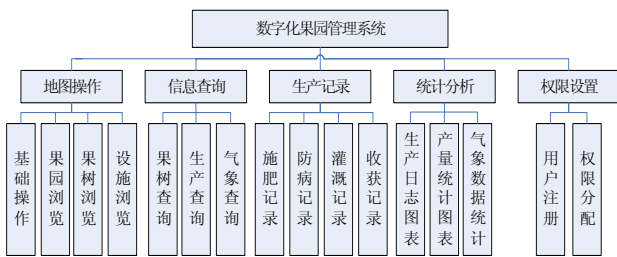 数字化果园管理系统
地图操作
信息查询
生产记录
统计分析
权限设置
基础操作
果园浏览
果树浏览
设施浏览
果树查询
生产查询
气象查询
施肥记录
防病记录
灌溉记录
收获记录
生产日志图表
产量统计图表
气象数据统计
用户注册
权限分配